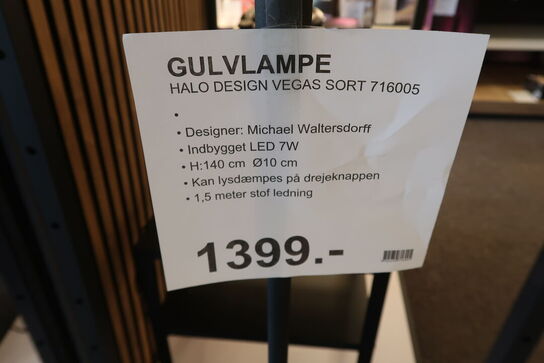 GULVLAMPE
HALO DESIGN VEGAS SORT 716005
•
• Designer: Michael Waltersdorff
• Indbygget LED 7W
• H:140 cm Ø10 cm
• Kan lysdæmpes på drejeknappen
• 1,5 meter stof ledning
1399.-